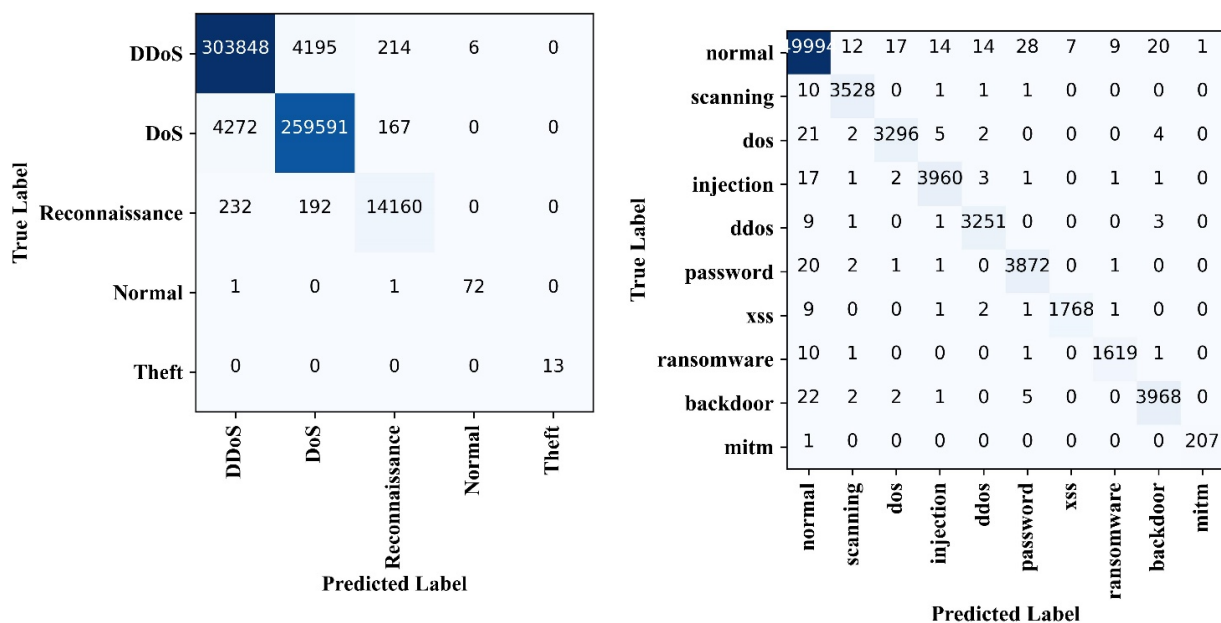 True Label
DDoS 303848 4195 214 6 0
DoS 4272 259591 167 0 0
Reconnaissance 232 192 14160 0 0
Normal 1 0 1 72 0
Theft 0 0 0 0 13
DDoS
DoS
Reconnaissance
Normal
Theft
Predicted Label
True Label
normal 49994 12 17 14 14 28 7 9 20 1
scanning 10 3528 0 1 1 1 0 0 0 0
dos 21 2 3296 5 2 0 0 0 4 0
injection 17 1 2 3960 3 1 0 1 1 0
ddos 9 1 0 1 3251 0 0 0 3 0
password 20 2 1 1 0 3872 0 1 0 0
xss 9 0 0 1 2 1 1768 1 0 0
ransomware 10 1 0 0 0 1 0 1619 1 0
backdoor 22 2 2 1 0 5 0 0 3968 0
mitm 1 0 0 0 0 0 0 0 0 207
normal
scanning
dos
injection
ddos
password
xss
ransomware
backdoor
mitm
Predicted Label